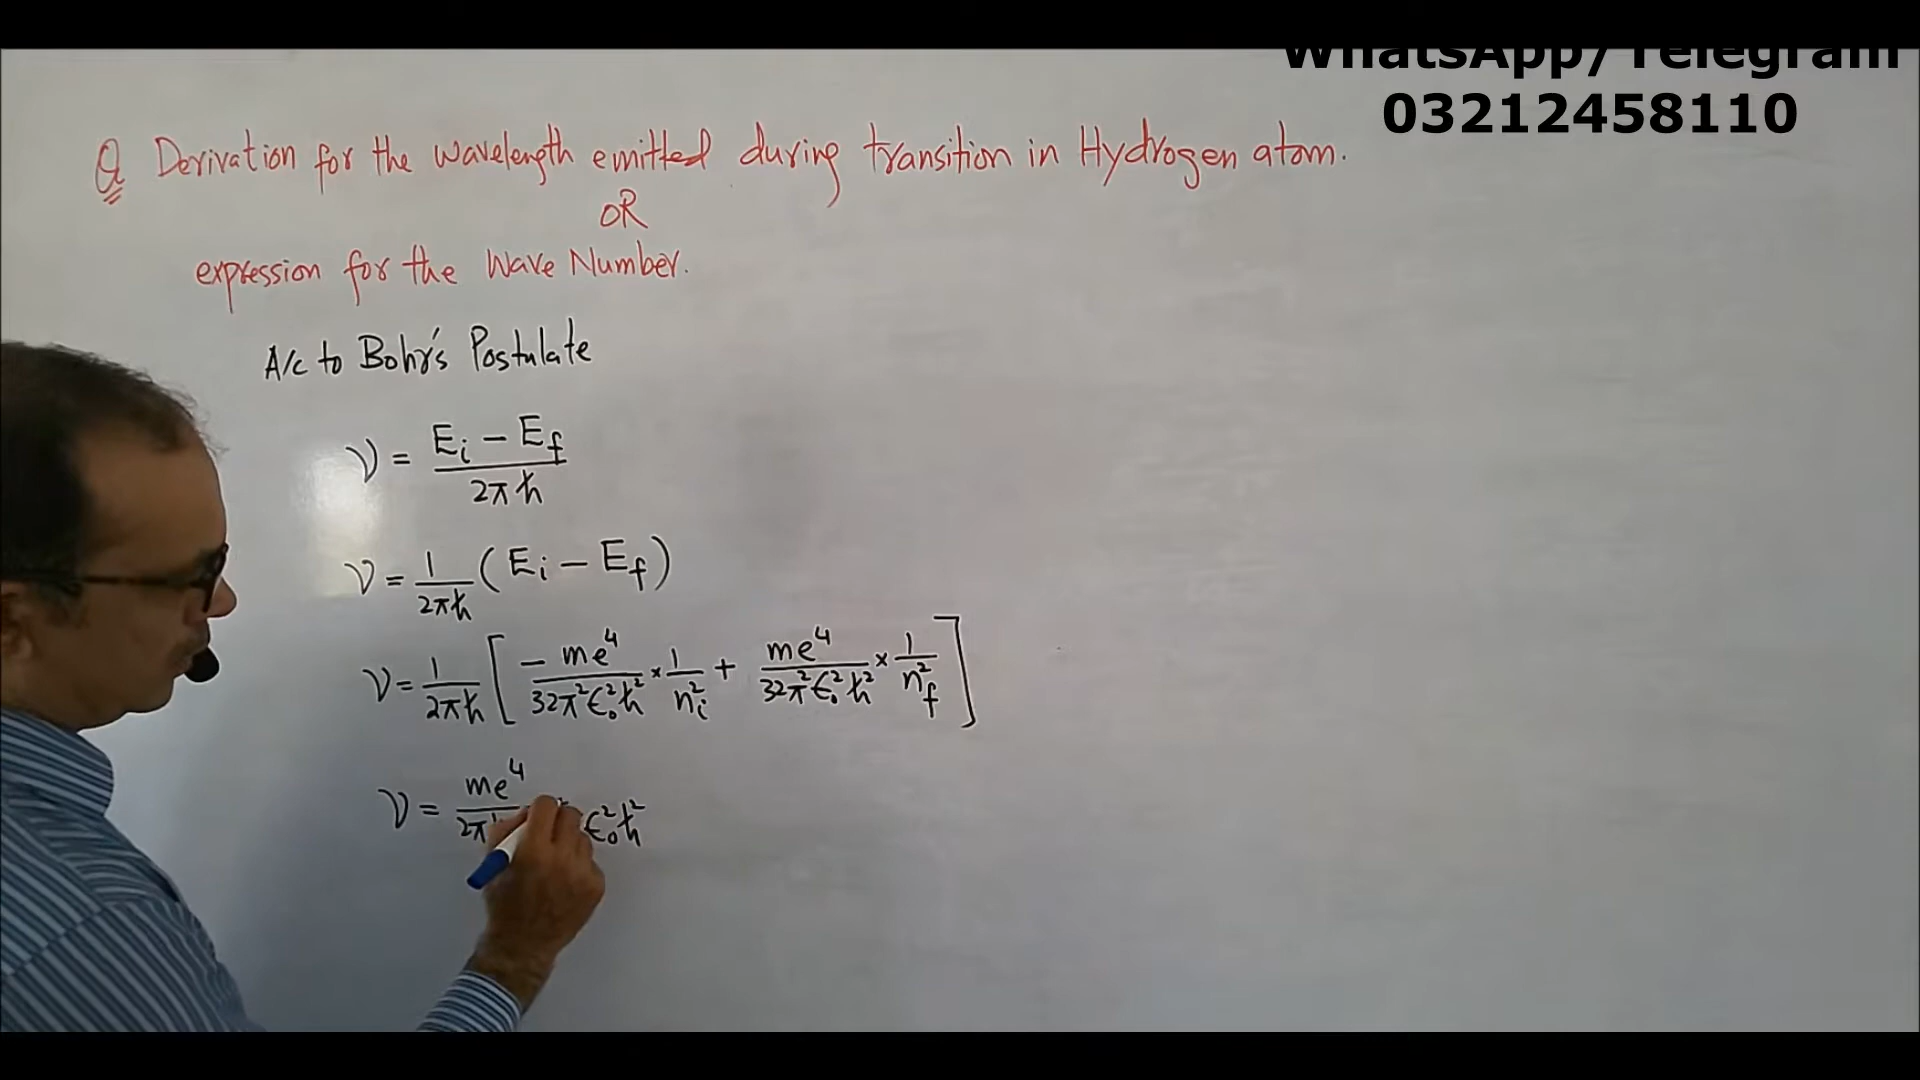 WhatsApp/Telegram
03212458110
Q Derivation for the wavelength emitted during transition in Hydrogen atom.
OR
expression for the Wave Number.
A/c to Bohr's Postulate
ν = (E_i − E_f) / 2πħ
ν = 1/2πħ (E_i − E_f)
ν = 1/2πħ [ −me⁴/32π²ε₀²ħ² × 1/n_i² + me⁴/32π²ε₀²ħ² × 1/n_f² ]
ν = me⁴ / 2π ε₀²ħ²